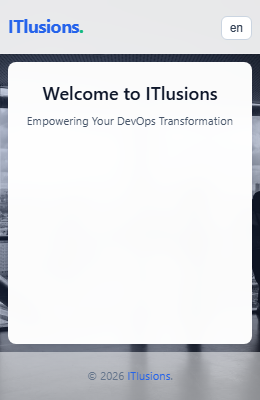 ITlusions.
en
Welcome to ITlusions
Empowering Your DevOps Transformation
© 2026 ITlusions.